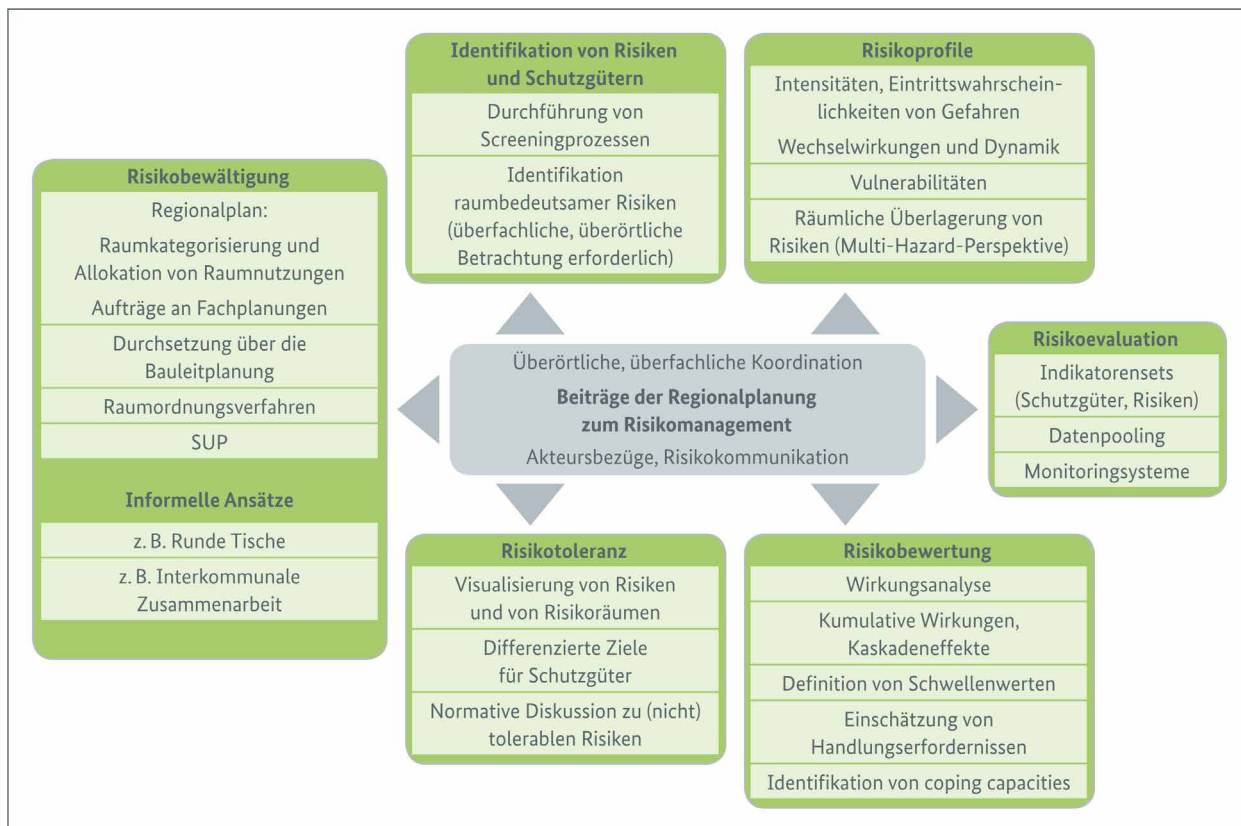 Identifikation von Risiken
und Schutzgütern
Durchführung von
Screeningprozessen
Identifikation
raumbedeutsamer Risiken
(überfachliche, überörtliche
Betrachtung erforderlich)
Risikoprofile
Intensitäten, Eintrittswahrschein-
lichkeiten von Gefahren
Wechselwirkungen und Dynamik
Vulnerabilitäten
Räumliche Überlagerung von
Risiken (Multi-Hazard-Perspektive)
Risikobewältigung
Regionalplan:
Raumkategorisierung und
Allokation von Raumnutzungen
Aufträge an Fachplanungen
Durchsetzung über die
Bauleitplanung
Raumordnungsverfahren
SUP
Informelle Ansätze
z. B. Runde Tische
z. B. Interkommunale
Zusammenarbeit
Überörtliche, überfachliche Koordination
Beiträge der Regionalplanung
zum Risikomanagement
Akteursbezüge, Risikokommunikation
Risikoevaluation
Indikatorensets
(Schutzgüter, Risiken)
Datenpooling
Monitoringsysteme
Risikotoleranz
Visualisierung von Risiken
und von Risikoräumen
Differenzierte Ziele
für Schutzgüter
Normative Diskussion zu (nicht)
tolerablen Risiken
Risikobewertung
Wirkungsanalyse
Kumulative Wirkungen,
Kaskadeneffekte
Definition von Schwellenwerten
Einschätzung von
Handlungserfordernissen
Identifikation von coping capacities